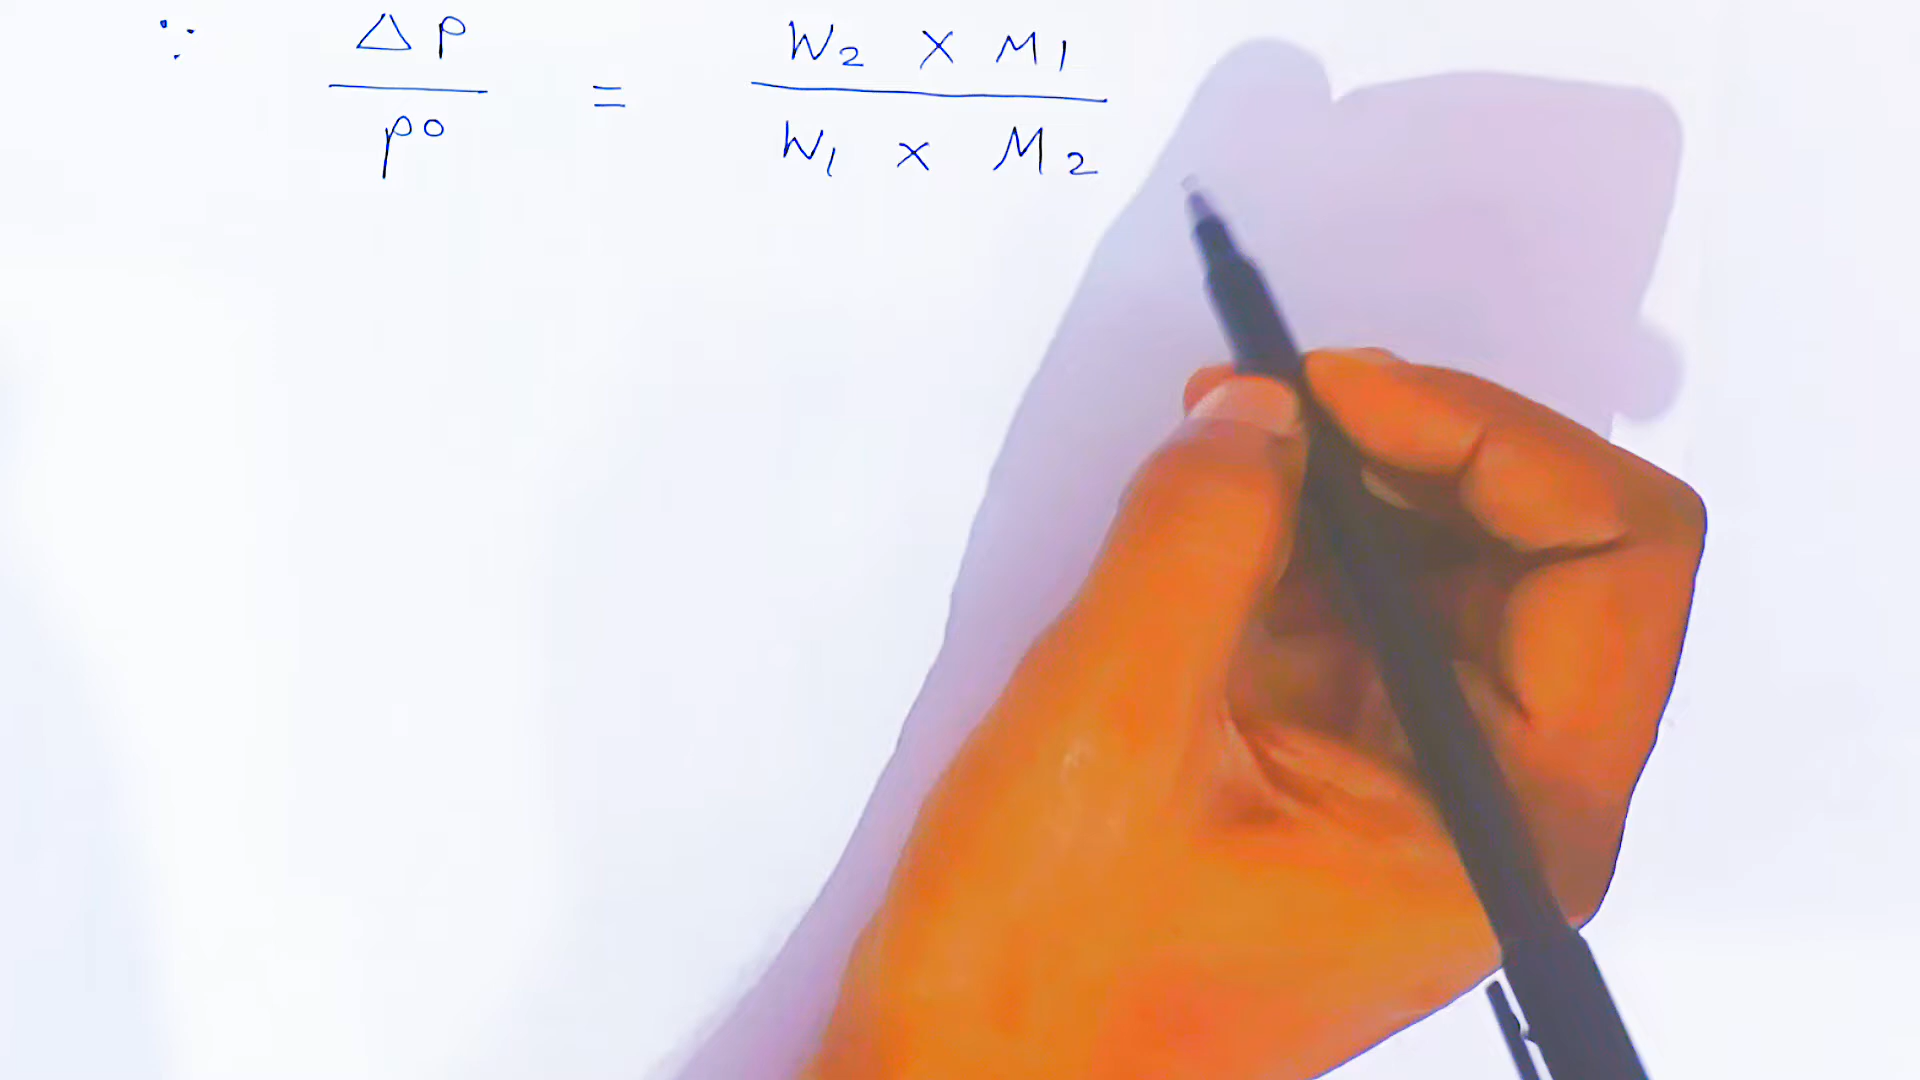 ∵ ΔP / P° = W₂ × M₁ / W₁ × M₂